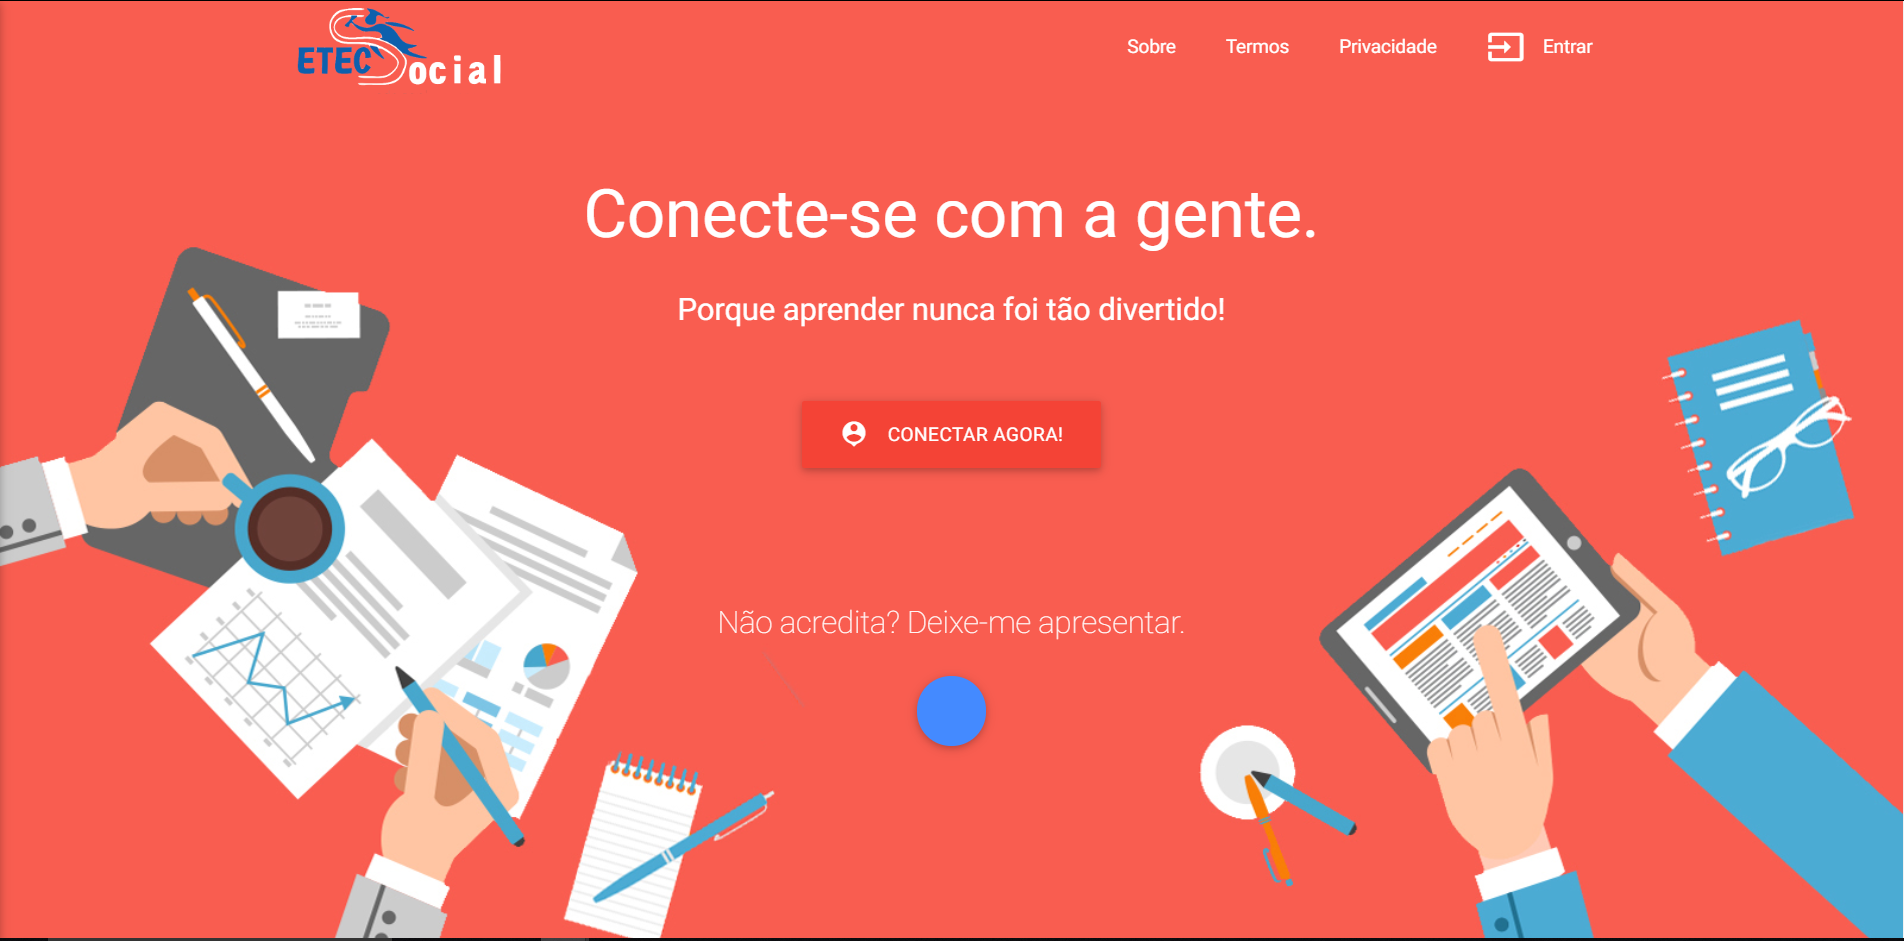 ETEC Social
Sobre Termos Privacidade Entrar
Conecte-se com a gente.
Porque aprender nunca foi tão divertido!
CONECTAR AGORA!
Não acredita? Deixe-me apresentar.